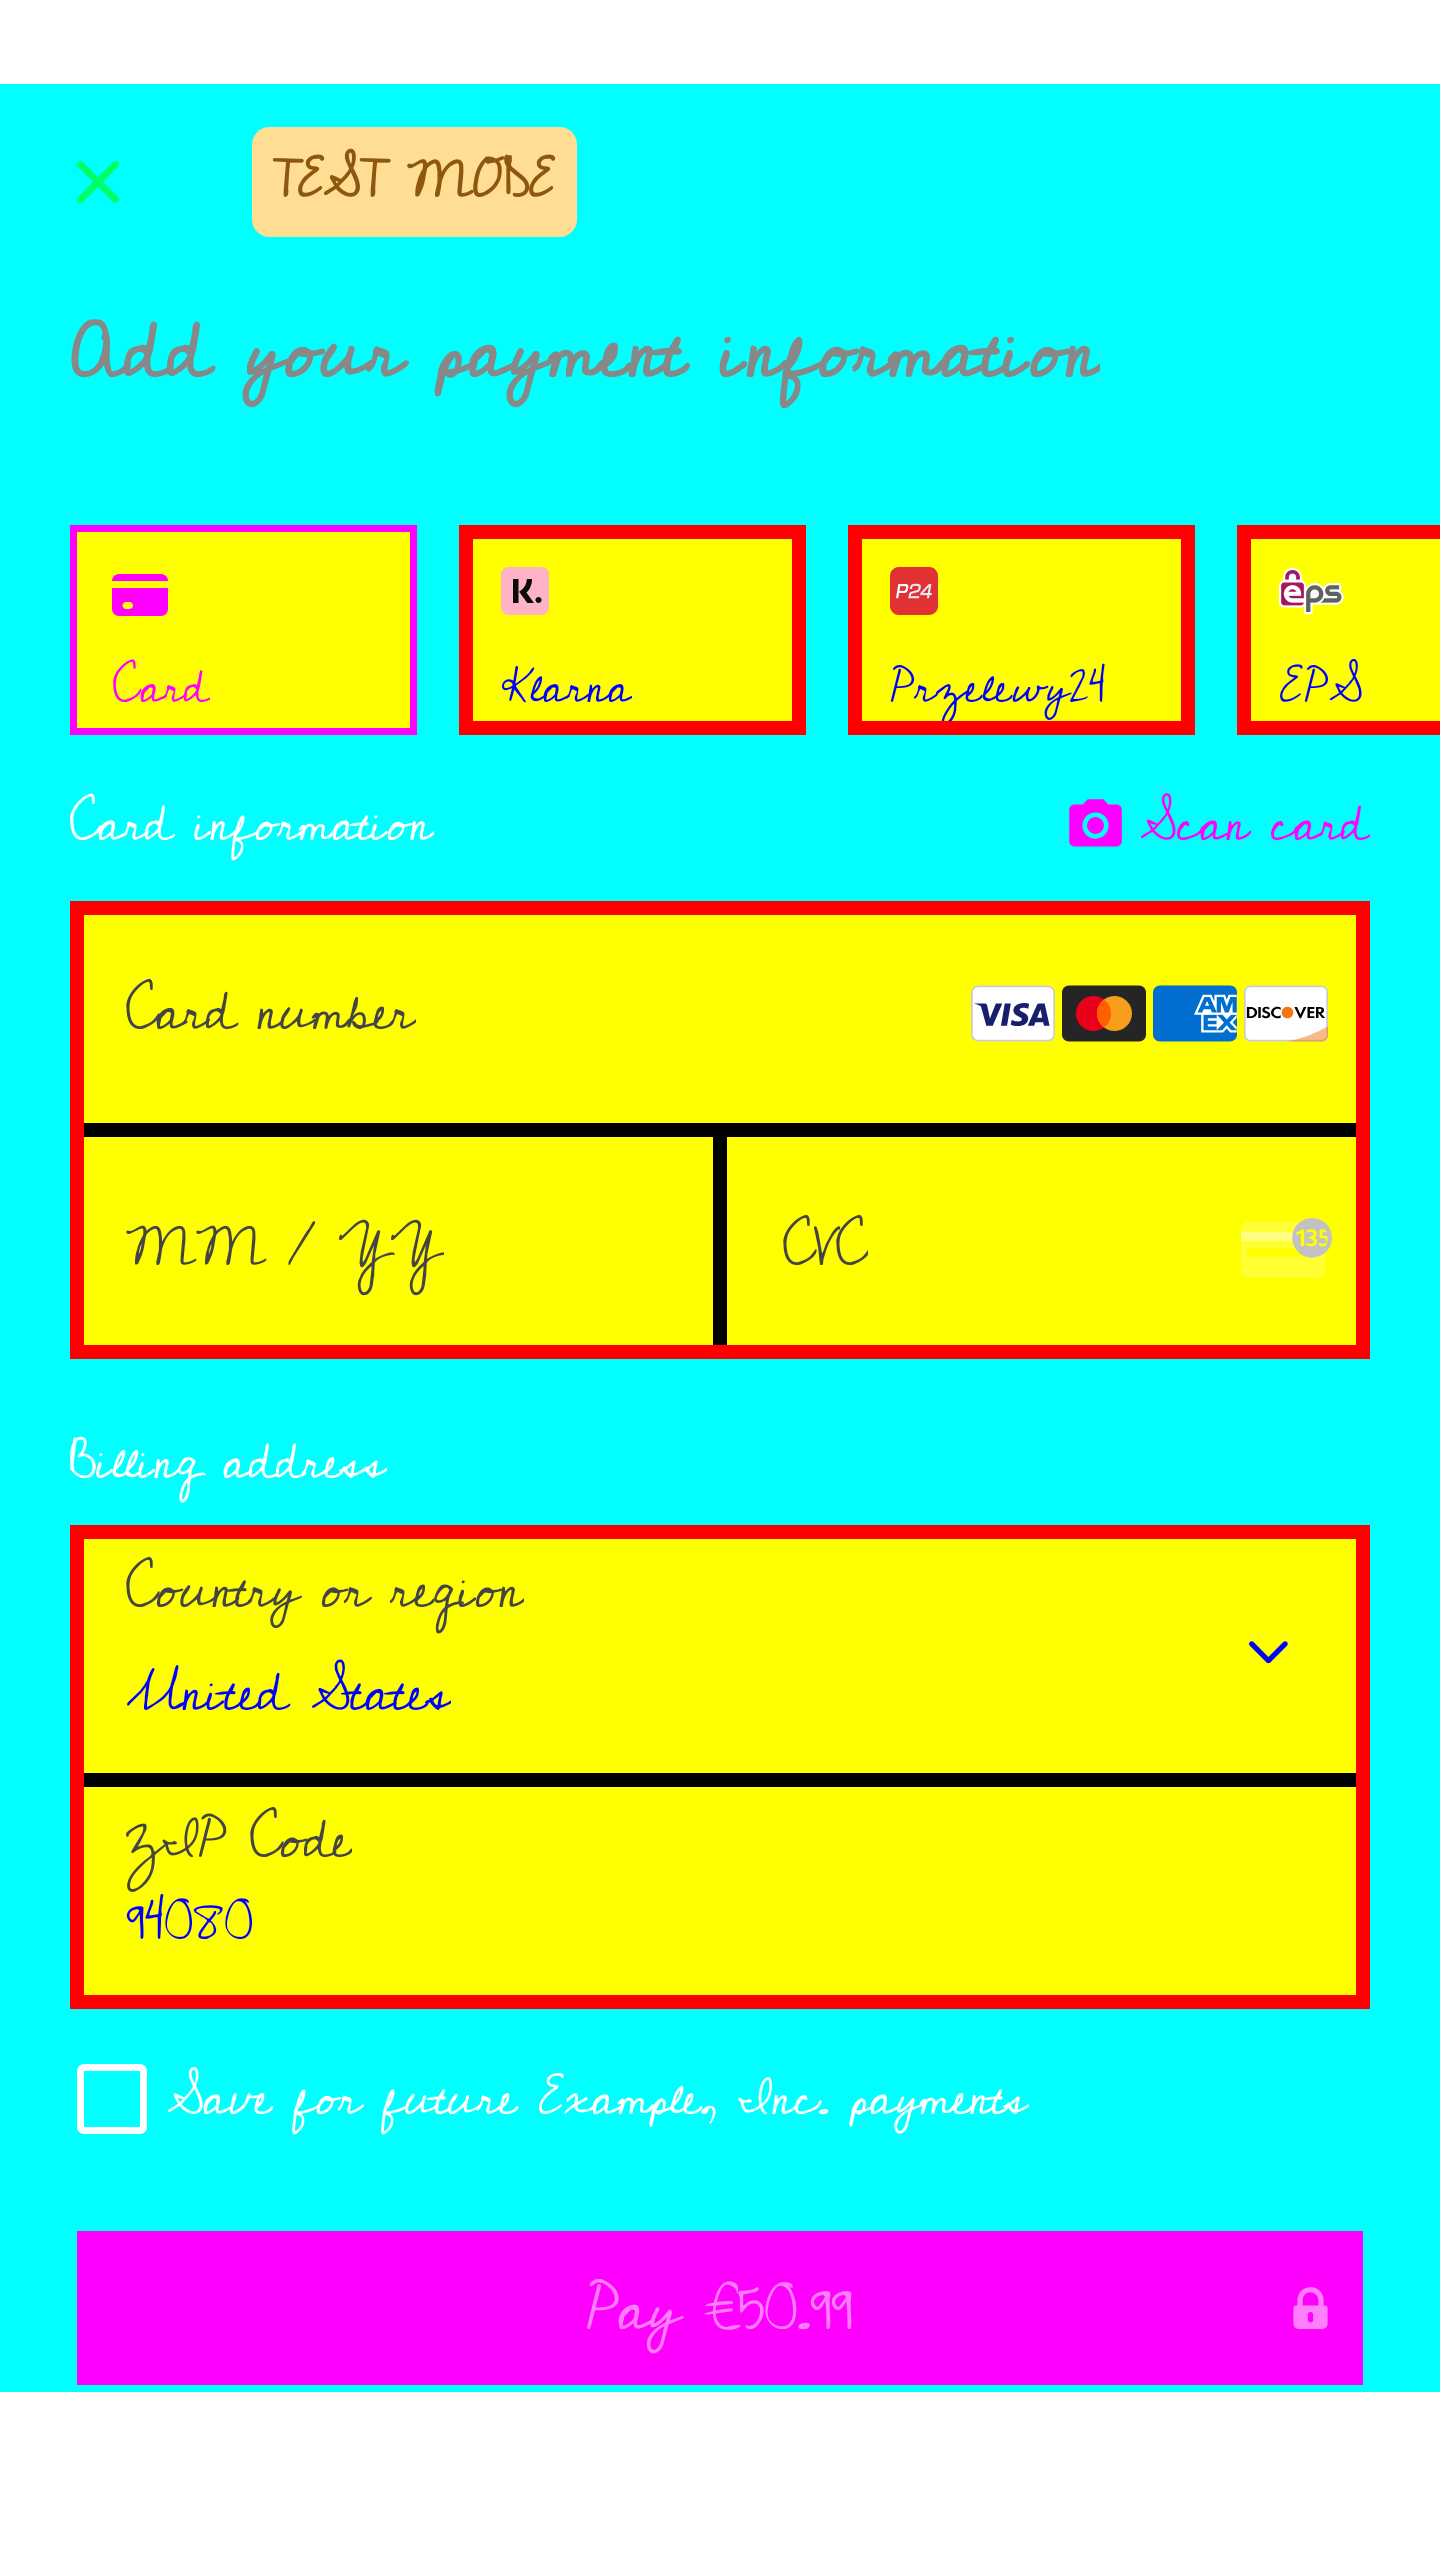 TEST MODE
Add your payment information
K.
P24
eps
Card
Klarna
Przelewy24
EPS
Card information
Scan card
Card number
VISA
AM
EX
DISCOVER
MM / YY
CVC
135
Billing address
Country or region
United States
ZIP Code
94080
Save for future Example, Inc. payments
Pay €50.99